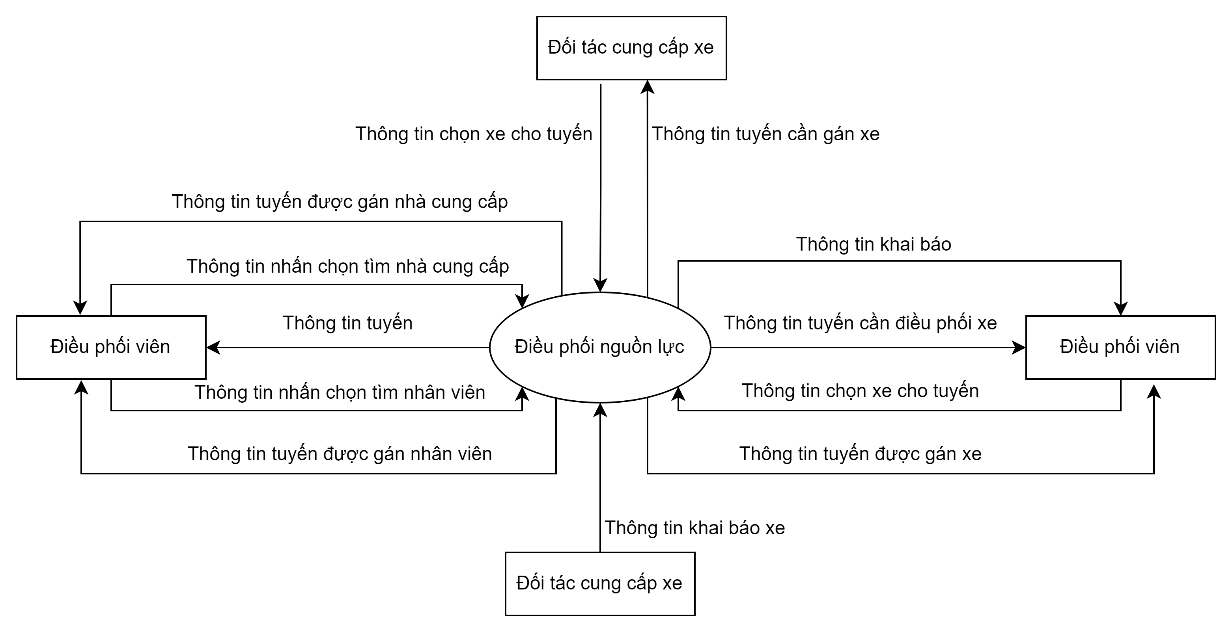 Đối tác cung cấp xe
Thông tin chọn xe cho tuyến
Thông tin tuyến cần gán xe
Thông tin tuyến được gán nhà cung cấp
Thông tin khai báo
Thông tin nhấn chọn tìm nhà cung cấp
Thông tin tuyến
Thông tin tuyến cần điều phối xe
Điều phối viên
Điều phối nguồn lực
Điều phối viên
Thông tin nhấn chọn tìm nhân viên
Thông tin chọn xe cho tuyến
Thông tin tuyến được gán nhân viên
Thông tin tuyến được gán xe
Thông tin khai báo xe
Đối tác cung cấp xe